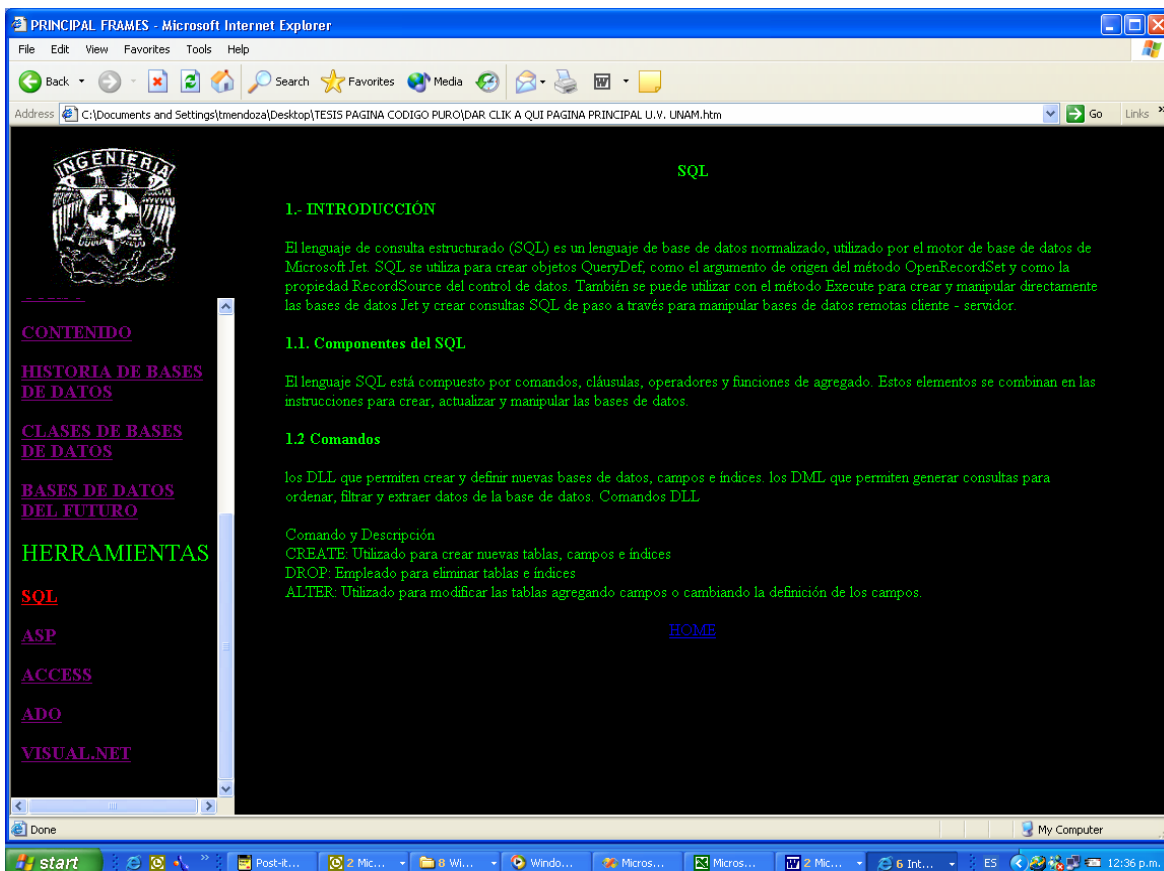 PRINCIPAL FRAMES - Microsoft Internet Explorer
File Edit View Favorites Tools Help
Back Search Favorites Media
Address C:\Documents and Settings\tmendoza\Desktop\TESIS PAGINA CODIGO PURO\DAR CLIK A QUI PAGINA PRINCIPAL U.V. UNAM.htm Go Links »
INGENIERIA
F I
CONTENIDO
HISTORIA DE BASES
DE DATOS
CLASES DE BASES
DE DATOS
BASES DE DATOS
DEL FUTURO
HERRAMIENTAS
SQL
ASP
ACCESS
ADO
VISUAL.NET
SQL
1.- INTRODUCCIÓN
El lenguaje de consulta estructurado (SQL) es un lenguaje de base de datos normalizado, utilizado por el motor de base de datos de
Microsoft Jet. SQL se utiliza para crear objetos QueryDef, como el argumento de origen del método OpenRecordSet y como la
propiedad RecordSource del control de datos. También se puede utilizar con el método Execute para crear y manipular directamente
las bases de datos Jet y crear consultas SQL de paso a través para manipular bases de datos remotas cliente - servidor.
1.1. Componentes del SQL
El lenguaje SQL está compuesto por comandos, cláusulas, operadores y funciones de agregado. Estos elementos se combinan en las
instrucciones para crear, actualizar y manipular las bases de datos.
1.2 Comandos
los DLL que permiten crear y definir nuevas bases de datos, campos e índices. los DML que permiten generar consultas para
ordenar, filtrar y extraer datos de la base de datos. Comandos DLL
Comando y Descripción
CREATE: Utilizado para crear nuevas tablas, campos e índices
DROP: Empleado para eliminar tablas e índices
ALTER: Utilizado para modificar las tablas agregando campos o cambiando la definición de los campos.
HOME
Done My Computer
start » Post-it... 2 Mic... 8 Wi... Windo... Micros... Micros... 2 Mic... 6 Int... ES 12:36 p.m.